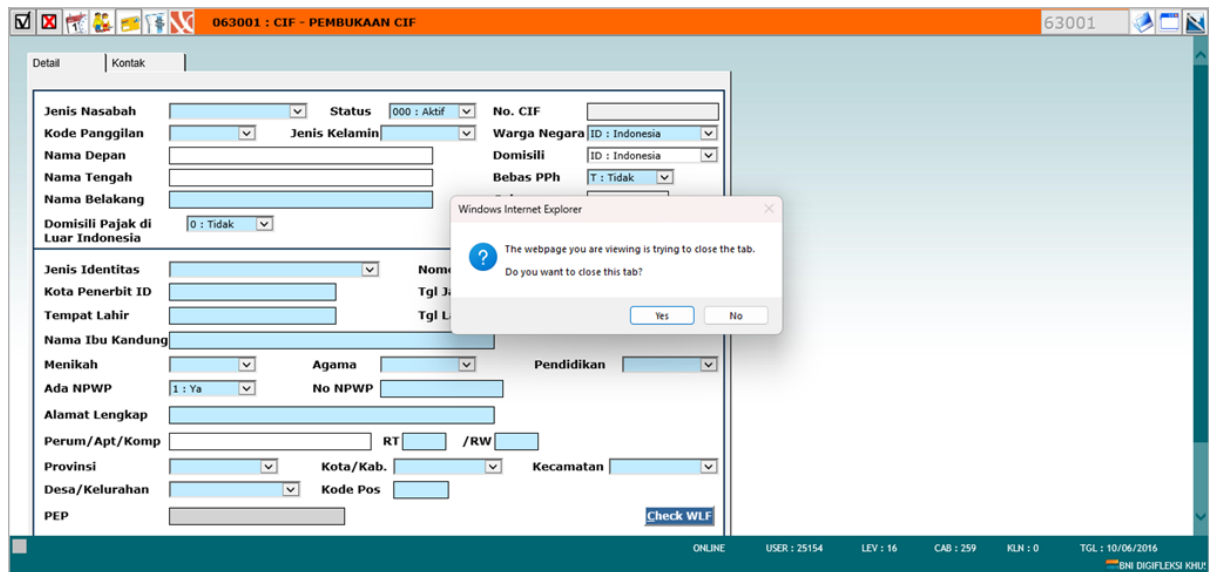 063001 : CIF - PEMBUKAAN CIF 63001
Detail Kontak
Jenis Nasabah Status 000 : Aktif No. CIF
Kode Panggilan Jenis Kelamin Warga Negara ID : Indonesia
Nama Depan Domisili ID : Indonesia
Nama Tengah Bebas PPh T : Tidak
Nama Belakang
Windows Internet Explorer
Domisili Pajak di Luar Indonesia 0 : Tidak
The webpage you are viewing is trying to close the tab.
Do you want to close this tab?
Yes No
Jenis Identitas
Kota Penerbit ID Tgl
Tempat Lahir Tgl
Nama Ibu Kandung
Menikah Agama Pendidikan
Ada NPWP 1 : Ya No NPWP
Alamat Lengkap
Perum/Apt/Komp RT /RW
Provinsi Kota/Kab. Kecamatan
Desa/Kelurahan Kode Pos
PEP Check WLF
ONLINE USER : 25154 LEV : 16 CAB : 259 KLN : 0 TGL : 10/06/2016
BNI DIGIFLEKSI KHU